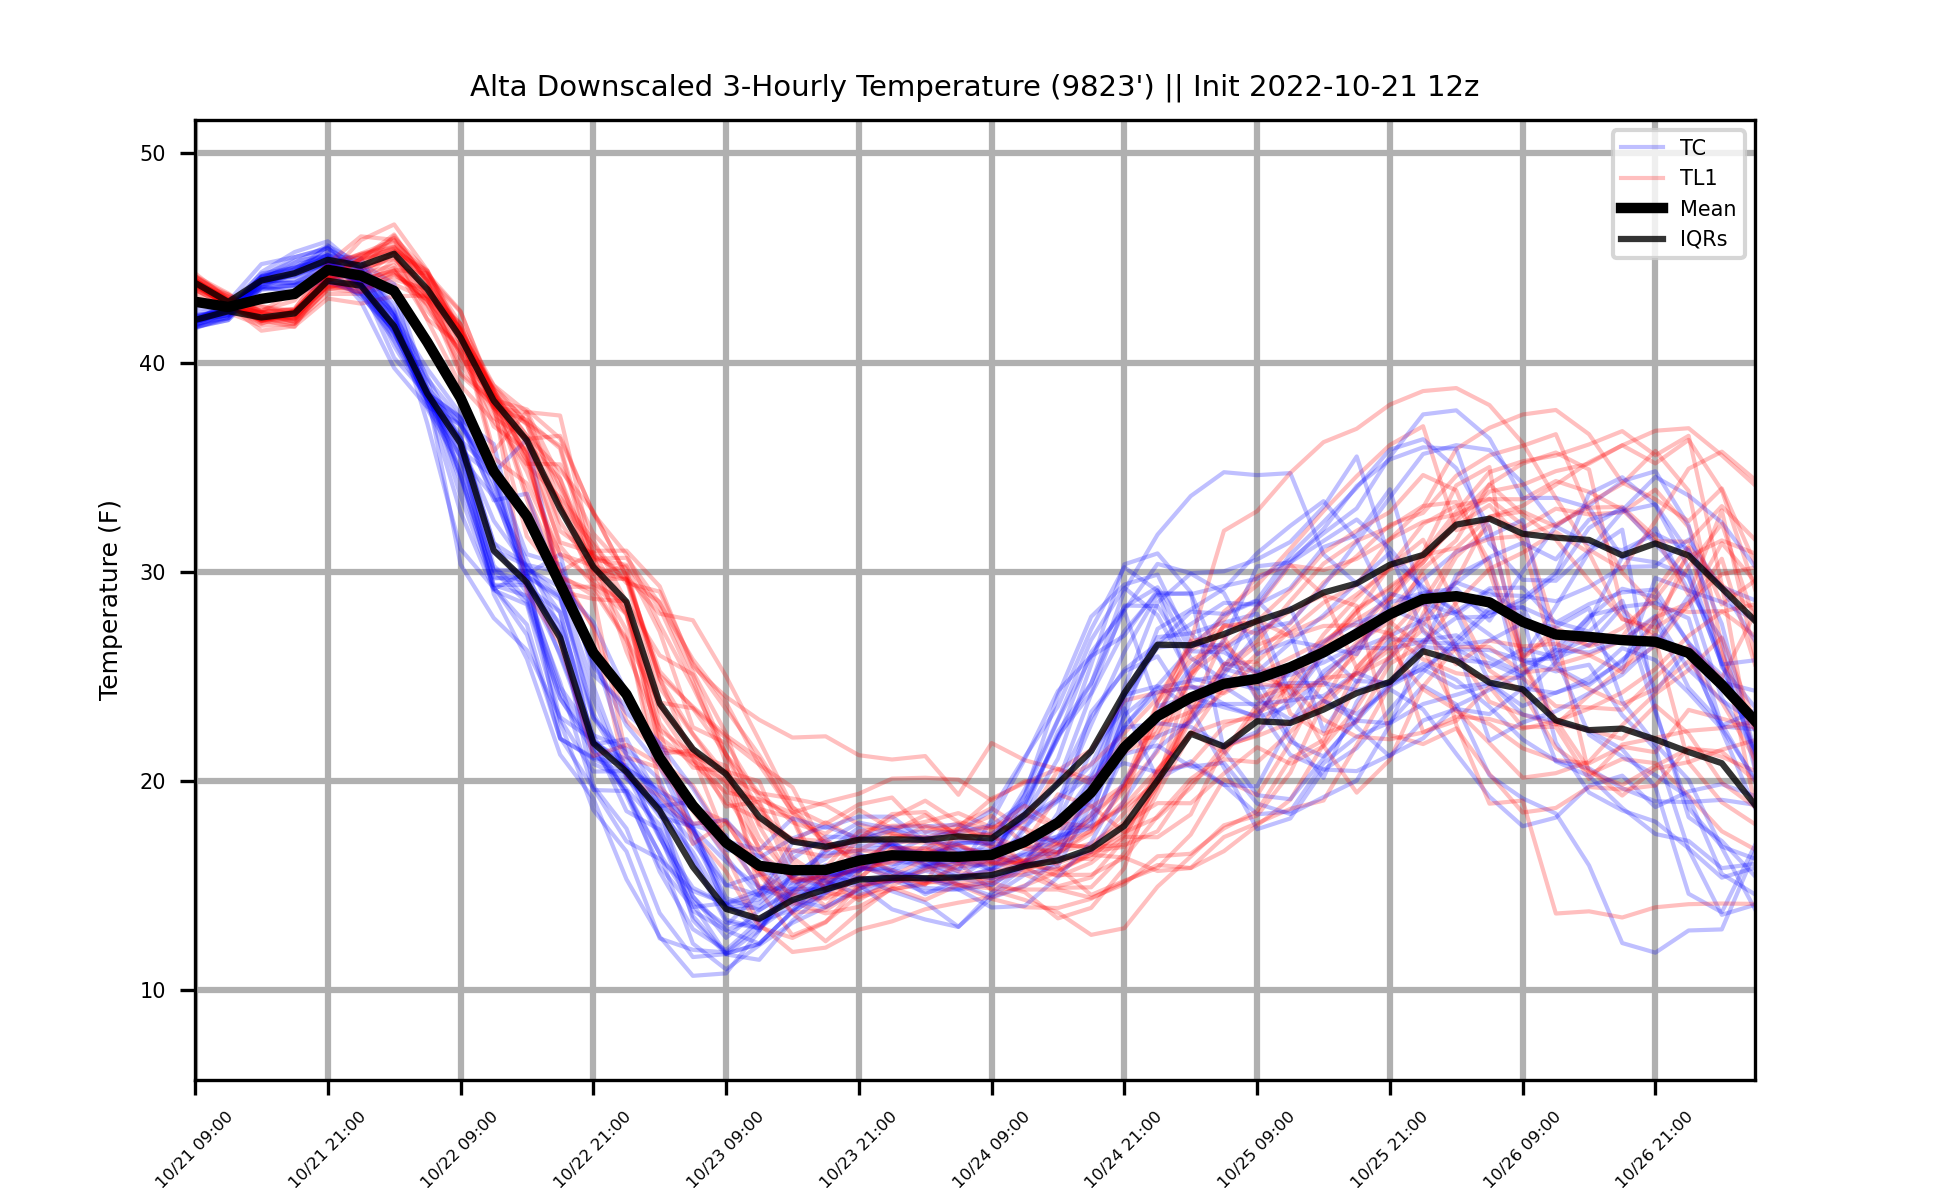 Alta Downscaled 3-Hourly Temperature (9823') || Init 2022-10-21 12z
TC
TL1
Mean
IQRs
Temperature (F)
50
40
30
20
10
10/21 09:00
10/21 21:00
10/22 09:00
10/22 21:00
10/23 09:00
10/23 21:00
10/24 09:00
10/24 21:00
10/25 09:00
10/25 21:00
10/26 09:00
10/26 21:00